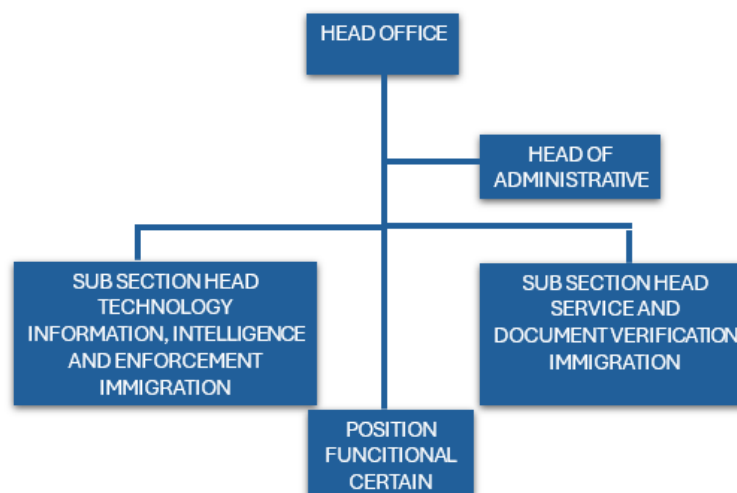 HEAD OFFICE
HEAD OF
ADMINISTRATIVE
SUB SECTION HEAD
TECHNOLOGY
INFORMATION, INTELLIGENCE
AND ENFORCEMENT
IMMIGRATION
SUB SECTION HEAD
SERVICE AND
DOCUMENT VERIFICATION
IMMIGRATION
POSITION
FUNCITIONAL
CERTAIN